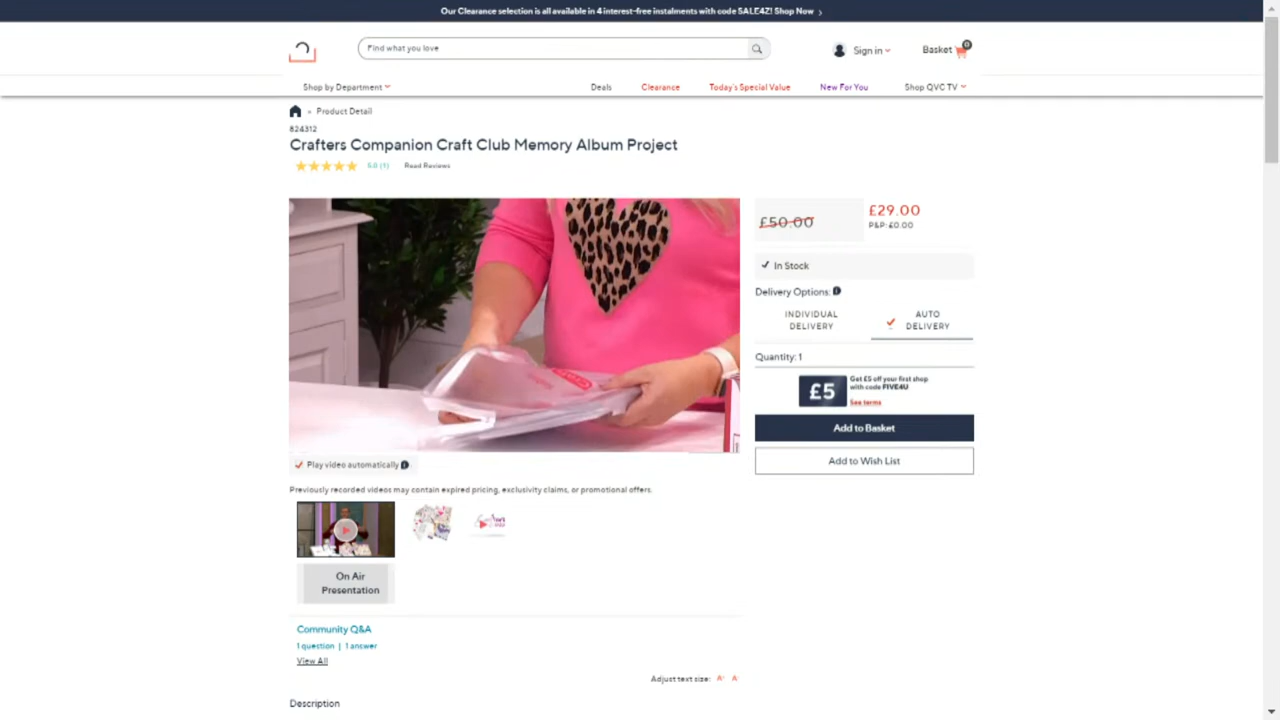 Our Clearance selection is all available in 4 interest-free instalments with code SALE4Z! Shop Now
Find what you love
Sign in
Basket
0
Shop by Department
Deals
Clearance
Today's Special Value
New For You
Shop QVC TV
Product Detail
824312
Crafters Companion Craft Club Memory Album Project
5.0 (1)
Read Reviews
£50.00
£29.00
P&P: £0.00
In Stock
Delivery Options:
INDIVIDUAL
DELIVERY
AUTO
DELIVERY
Quantity: 1
£5
Get £5 off your first shop
with code FIVE4U
See terms
Add to Basket
Add to Wish List
Play video automatically
Previously recorded videos may contain expired pricing, exclusivity claims, or promotional offers.
On Air
Presentation
Community Q&A
1 question | 1 answer
View All
Adjust text size: A- A+
Description